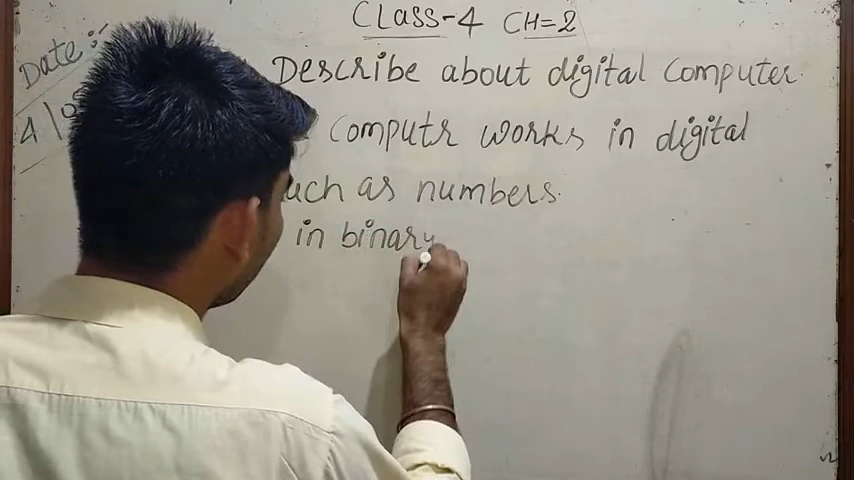 Class-4 CH=2
Date:-
Describe about digital computer.
4/0
computr works in digital
uch as numbers.
in binary